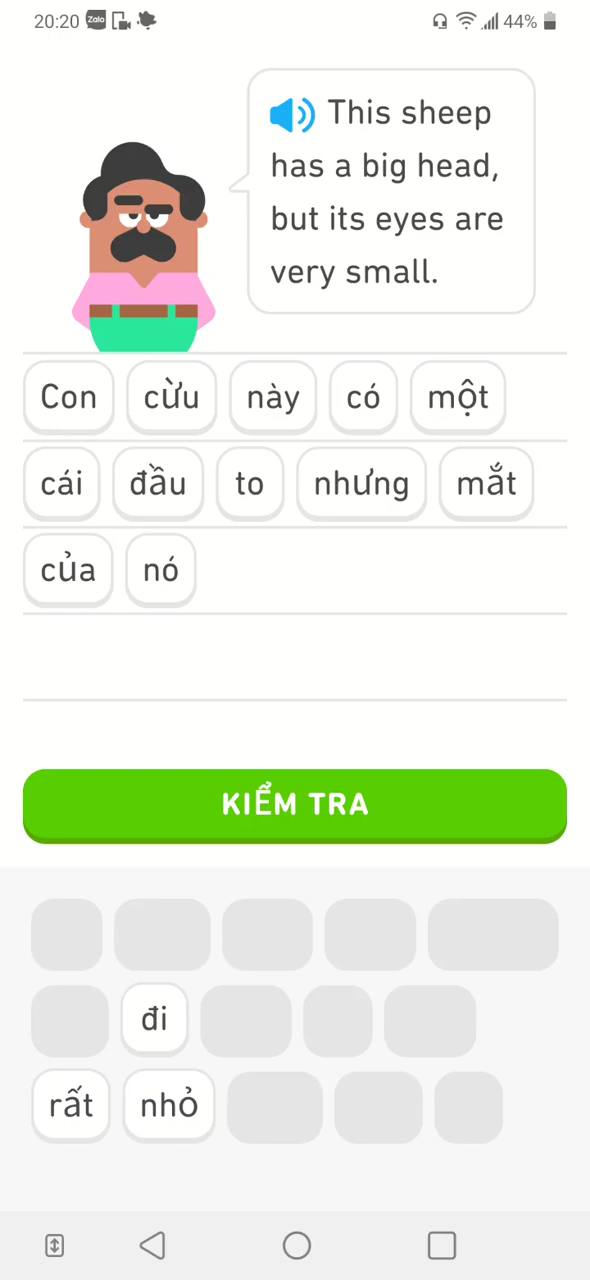 20:20 Zalo 44%
This sheep
has a big head,
but its eyes are
very small.
Con cừu này có một
cái đầu to nhưng mắt
của nó
KIỂM TRA
đi
rất nhỏ